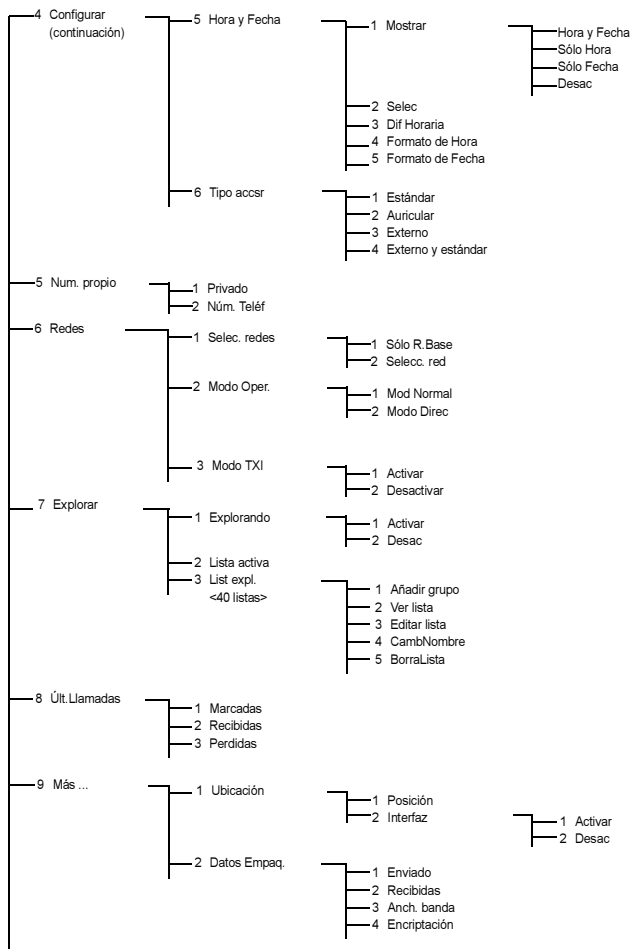 4 Configurar
(continuación)
5 Hora y Fecha
1 Mostrar
Hora y Fecha
Sólo Hora
Sólo Fecha
Desac
2 Selec
3 Dif Horaria
4 Formato de Hora
5 Formato de Fecha
6 Tipo accsr
1 Estándar
2 Auricular
3 Externo
4 Externo y estándar
5 Num. propio
1 Privado
2 Núm. Teléf
6 Redes
1 Selec. redes
1 Sólo R.Base
2 Selecc. red
2 Modo Oper.
1 Mod Normal
2 Modo Direc
3 Modo TXI
1 Activar
2 Desactivar
7 Explorar
1 Explorando
1 Activar
2 Desac
2 Lista activa
3 List expl.
<40 listas>
1 Añadir grupo
2 Ver lista
3 Editar lista
4 CambNombre
5 BorraLista
8 Últ.Llamadas
1 Marcadas
2 Recibidas
3 Perdidas
9 Más ...
1 Ubicación
1 Posición
2 Interfaz
1 Activar
2 Desac
2 Datos Empaq.
1 Enviado
2 Recibidas
3 Anch. banda
4 Encriptación